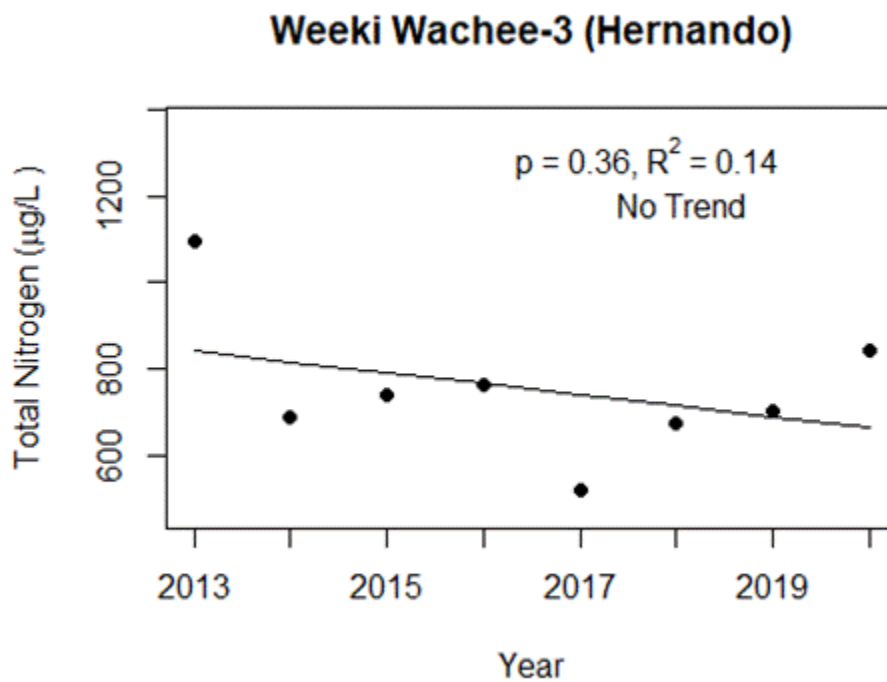 Weeki Wachee-3 (Hernando)
p = 0.36, R² = 0.14
No Trend
Total Nitrogen (µg/L )
1200
800
600
2013 2015 2017 2019
Year